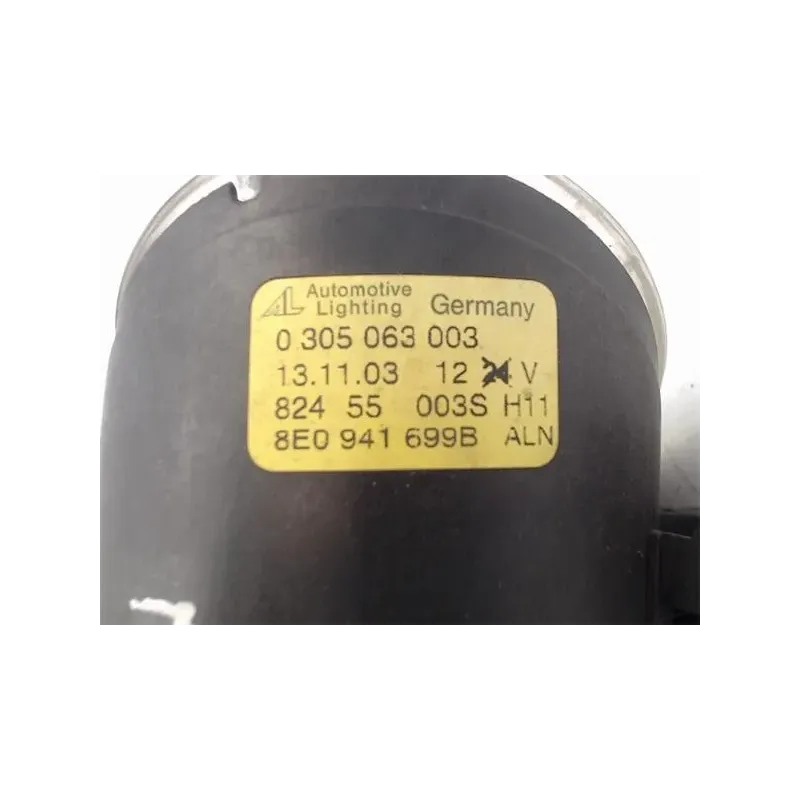 AL Automotive Lighting Germany
0 305 063 003
13.11.03 12 24 V
824 55 003S H11
8E0 941 699B ALN